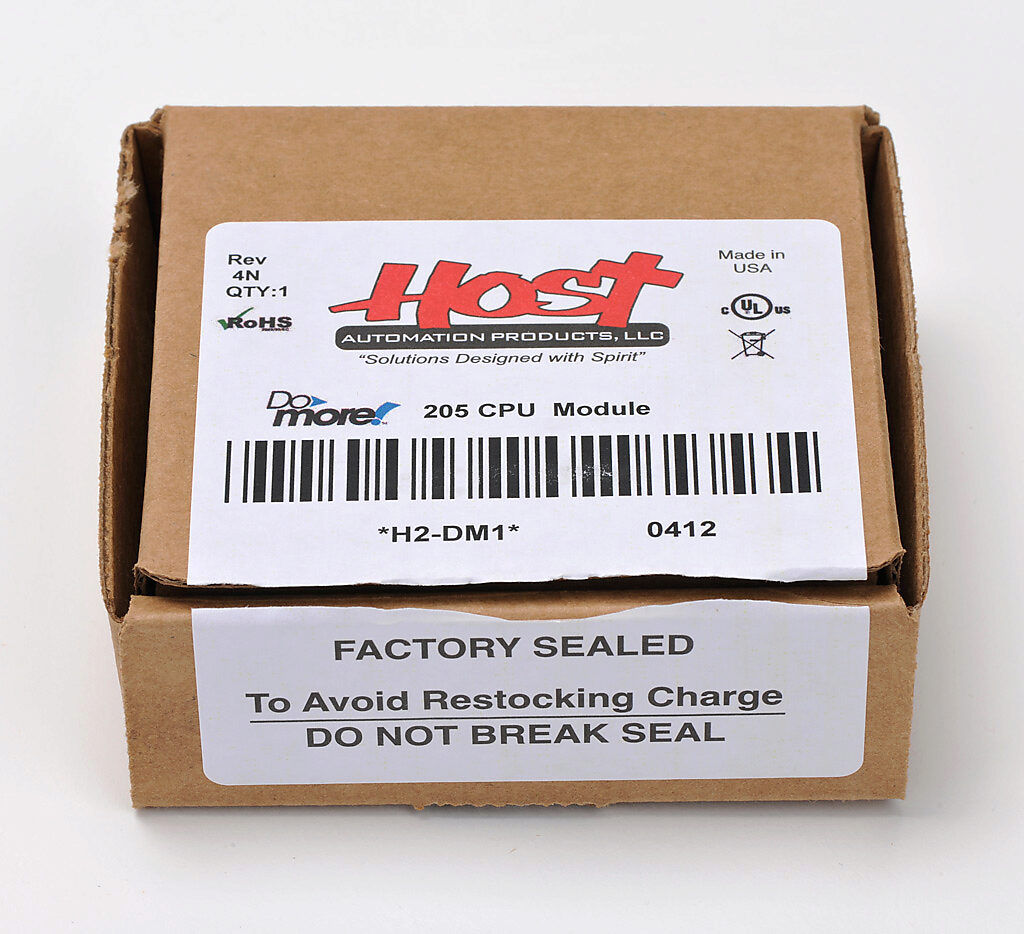 Rev
4N
QTY:1
RoHS
HOST
AUTOMATION PRODUCTS, LLC
“Solutions Designed with Spirit”
Made in
USA
C UL US
Do
more! 205 CPU Module
*H2-DM1* 0412
FACTORY SEALED
To Avoid Restocking Charge
DO NOT BREAK SEAL